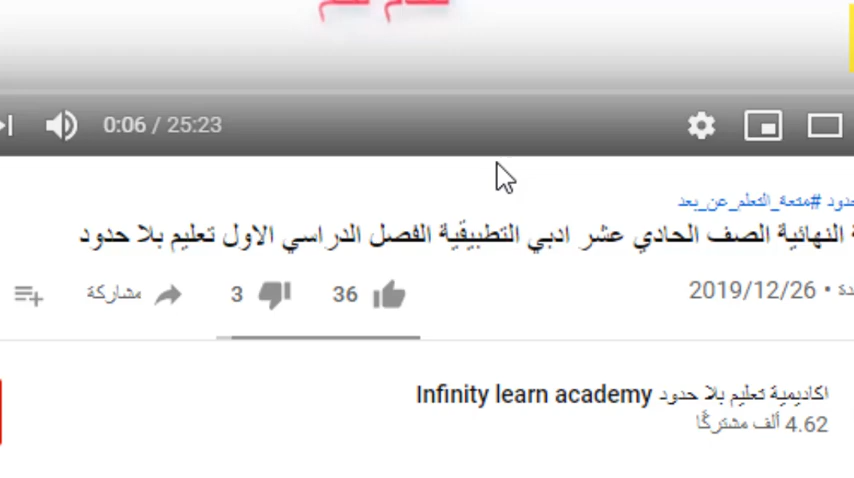 0:06 / 25:23
حدود #متعة_التعلم_عن_بعد
النهائية الصف الحادي عشر ادبي التطبيقية الفصل الدراسي الاول تعليم بلا حدود
2019/12/26
36
3
مشاركة
اكاديمية تعليم بلا حدود Infinity learn academy
4.62 ألف مشتركًا